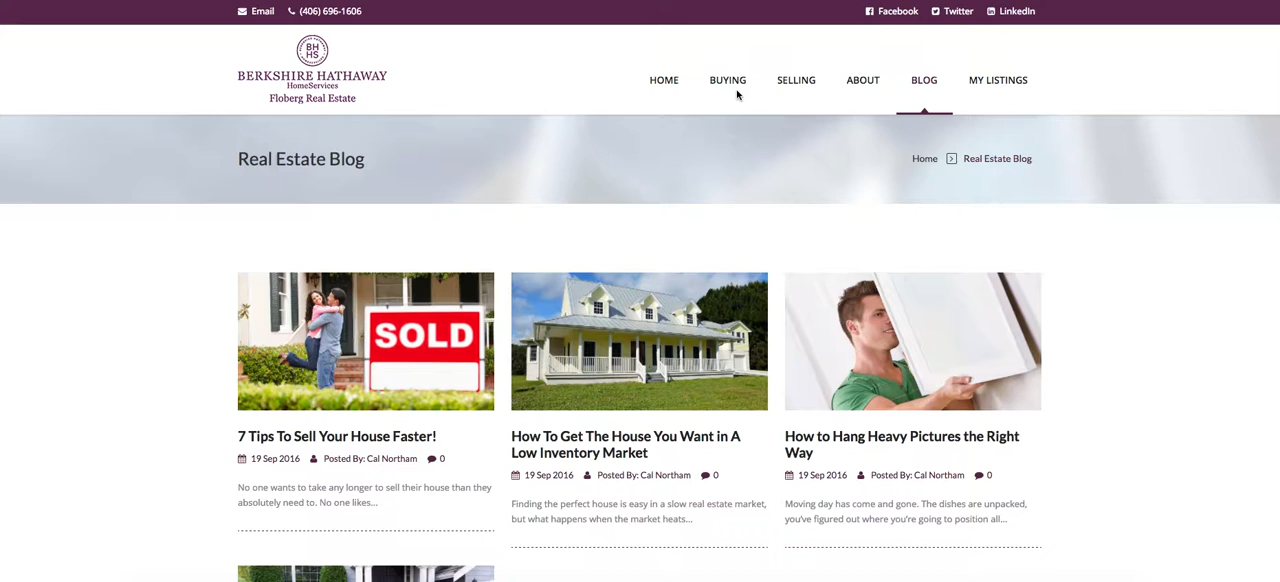 Email (406) 696-1606 Facebook Twitter LinkedIn
BH
HS
BERKSHIRE HATHAWAY
HomeServices
Floberg Real Estate
HOME BUYING SELLING ABOUT BLOG MY LISTINGS
Real Estate Blog
Home Real Estate Blog
SOLD
7 Tips To Sell Your House Faster!
19 Sep 2016 Posted By: Cal Northam 0
No one wants to take any longer to sell their house than they
absolutely need to. No one likes...
How To Get The House You Want in A
Low Inventory Market
19 Sep 2016 Posted By: Cal Northam 0
Finding the perfect house is easy in a slow real estate market,
but what happens when the market heats...
How to Hang Heavy Pictures the Right
Way
19 Sep 2016 Posted By: Cal Northam 0
Moving day has come and gone. The dishes are unpacked,
you've figured out where you're going to position all...